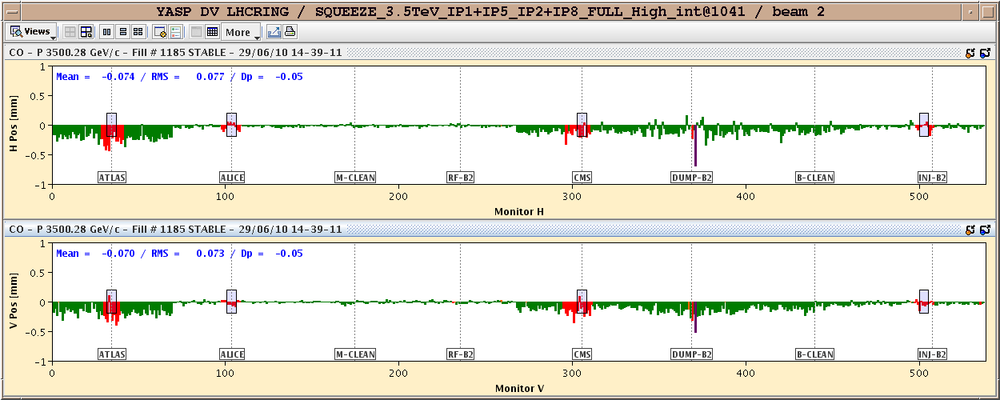 YASP DV LHCRING / SQUEEZE_3.5TeV_IP1+IP5_IP2+IP8_FULL_High_int@1041 / beam 2
Views More
CO - P 3500.28 GeV/c - Fill # 1185 STABLE - 29/06/10 14-39-11
Mean = -0.074 / RMS = 0.077 / Dp = -0.05
H Pos [mm]
1
0.5
0
-0.5
-1
ATLAS ALICE M-CLEAN RF-B2 CMS DUMP-B2 B-CLEAN INJ-B2
0 100 200 300 400 500
Monitor H
CO - P 3500.28 GeV/c - Fill # 1185 STABLE - 29/06/10 14-39-11
Mean = -0.070 / RMS = 0.073 / Dp = -0.05
V Pos [mm]
1
0.5
0
-0.5
-1
ATLAS ALICE M-CLEAN RF-B2 CMS DUMP-B2 B-CLEAN INJ-B2
0 100 200 300 400 500
Monitor V